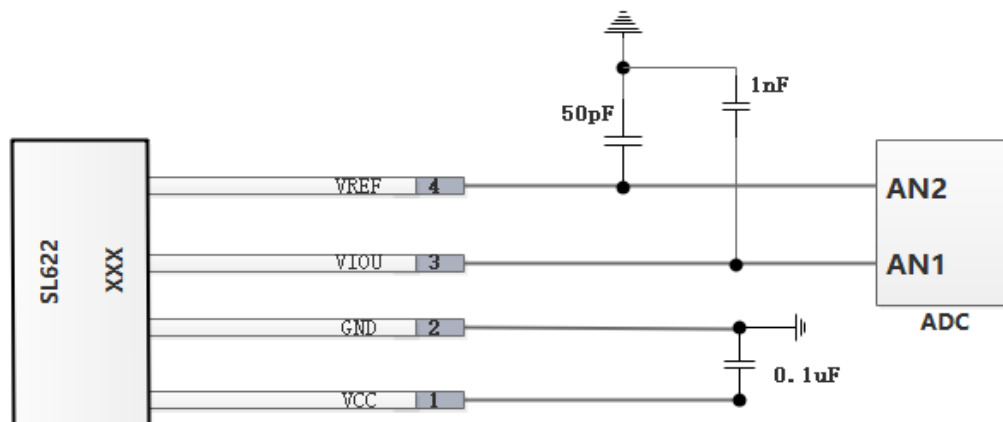 1nF
50pF
VREF 4
AN2
SL622
XXX
VIOU 3
AN1
GND 2
ADC
0.1uF
VCC 1